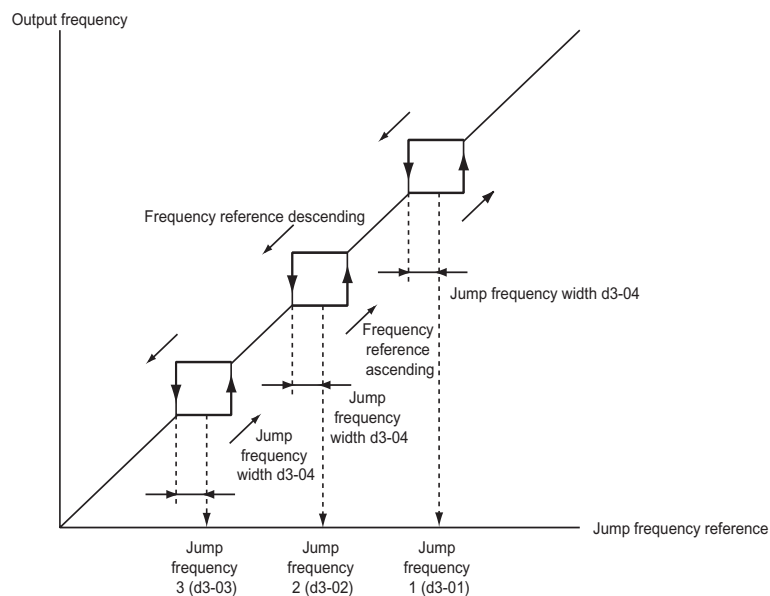 Output frequency
Frequency reference descending
Jump frequency width d3-04
Frequency
reference
ascending
Jump
frequency
width d3-04
Jump
frequency
width d3-04
Jump frequency reference
Jump
frequency
3 (d3-03)
Jump
frequency
2 (d3-02)
Jump
frequency
1 (d3-01)